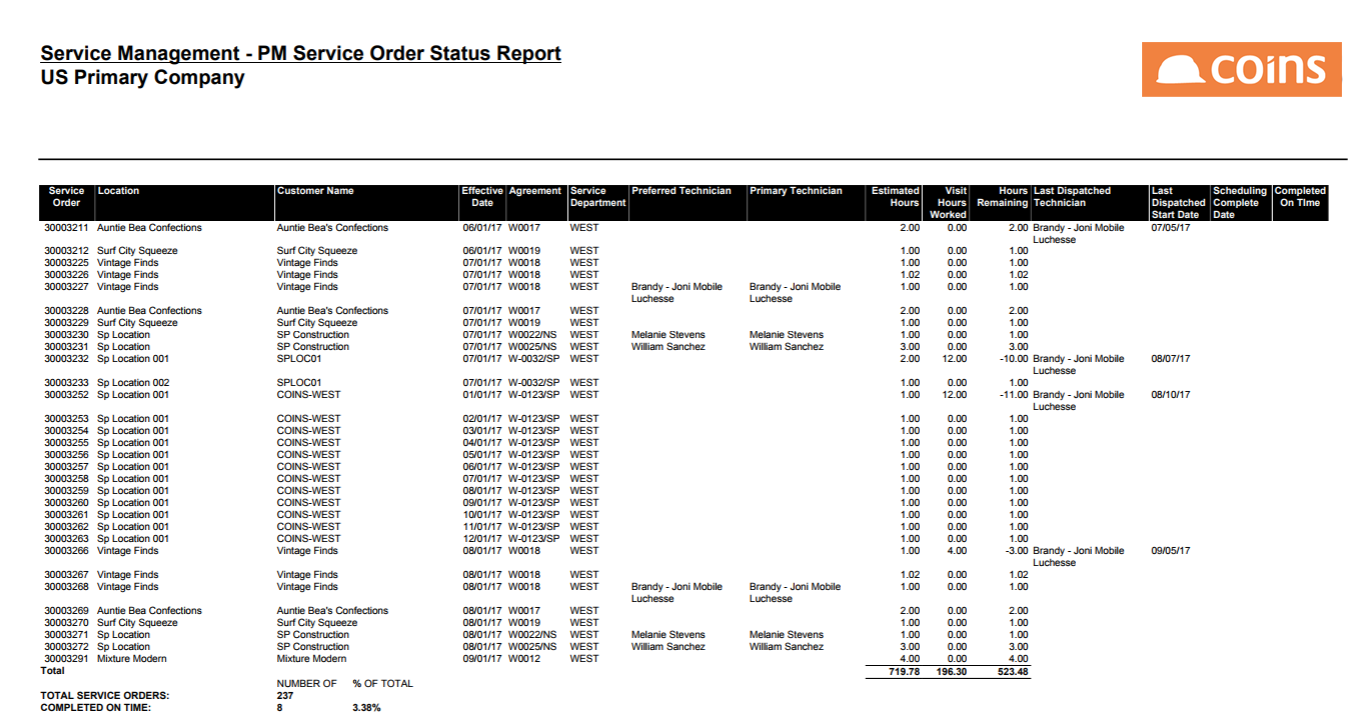 Service Management - PM Service Order Status Report
US Primary Company
coins
Service Location Customer Name Effective Agreement Service Preferred Technician Primary Technician Estimated Visit Hours Last Dispatched Last Scheduling Completed
Order Date Department Hours Hours Remaining Technician Dispatched Complete On TIme
Worked Start Date Date
30003211 Auntie Bea Confections Auntie Bea's Confections 06/01/17 W0017 WEST 2.00 0.00 2.00 Brandy - Joni Mobile 07/05/17
Luchesse
30003212 Surf City Squeeze Surf City Squeeze 06/01/17 W0019 WEST 1.00 0.00 1.00
30003225 Vintage Finds Vintage Finds 07/01/17 W0018 WEST 1.00 0.00 1.00
30003226 Vintage Finds Vintage Finds 07/01/17 W0018 WEST 1.02 0.00 1.02
30003227 Vintage Finds Vintage Finds 07/01/17 W0018 WEST Brandy - Joni Mobile Brandy - Joni Mobile 1.00 0.00 1.00
Luchesse Luchesse
30003228 Auntie Bea Confections Auntie Bea's Confections 07/01/17 W0017 WEST 2.00 0.00 2.00
30003229 Surf City Squeeze Surf City Squeeze 07/01/17 W0019 WEST 1.00 0.00 1.00
30003230 Sp Location SP Construction 07/01/17 W0022/NS WEST Melanie Stevens Melanie Stevens 1.00 0.00 1.00
30003231 Sp Location SP Construction 07/01/17 W0025/NS WEST William Sanchez William Sanchez 3.00 0.00 3.00
30003232 Sp Location 001 SPLOC01 07/01/17 W-0032/SP WEST 2.00 12.00 -10.00 Brandy - Joni Mobile 08/07/17
Luchesse
30003233 Sp Location 002 SPLOC01 07/01/17 W-0032/SP WEST 1.00 0.00 1.00
30003252 Sp Location 001 COINS-WEST 01/01/17 W-0123/SP WEST 1.00 12.00 -11.00 Brandy - Joni Mobile 08/10/17
Luchesse
30003253 Sp Location 001 COINS-WEST 02/01/17 W-0123/SP WEST 1.00 0.00 1.00
30003254 Sp Location 001 COINS-WEST 03/01/17 W-0123/SP WEST 1.00 0.00 1.00
30003255 Sp Location 001 COINS-WEST 04/01/17 W-0123/SP WEST 1.00 0.00 1.00
30003256 Sp Location 001 COINS-WEST 05/01/17 W-0123/SP WEST 1.00 0.00 1.00
30003257 Sp Location 001 COINS-WEST 06/01/17 W-0123/SP WEST 1.00 0.00 1.00
30003258 Sp Location 001 COINS-WEST 07/01/17 W-0123/SP WEST 1.00 0.00 1.00
30003259 Sp Location 001 COINS-WEST 08/01/17 W-0123/SP WEST 1.00 0.00 1.00
30003260 Sp Location 001 COINS-WEST 09/01/17 W-0123/SP WEST 1.00 0.00 1.00
30003261 Sp Location 001 COINS-WEST 10/01/17 W-0123/SP WEST 1.00 0.00 1.00
30003262 Sp Location 001 COINS-WEST 11/01/17 W-0123/SP WEST 1.00 0.00 1.00
30003263 Sp Location 001 COINS-WEST 12/01/17 W-0123/SP WEST 1.00 0.00 1.00
30003266 Vintage Finds Vintage Finds 08/01/17 W0018 WEST 1.00 4.00 -3.00 Brandy - Joni Mobile 09/05/17
Luchesse
30003267 Vintage Finds Vintage Finds 08/01/17 W0018 WEST 1.02 0.00 1.02
30003268 Vintage Finds Vintage Finds 08/01/17 W0018 WEST Brandy - Joni Mobile Brandy - Joni Mobile 1.00 0.00 1.00
Luchesse Luchesse
30003269 Auntie Bea Confections Auntie Bea's Confections 08/01/17 W0017 WEST 2.00 0.00 2.00
30003270 Surf City Squeeze Surf City Squeeze 08/01/17 W0019 WEST 1.00 0.00 1.00
30003271 Sp Location SP Construction 08/01/17 W0022/NS WEST Melanie Stevens Melanie Stevens 1.00 0.00 1.00
30003272 Sp Location SP Construction 08/01/17 W0025/NS WEST William Sanchez William Sanchez 3.00 0.00 3.00
30003291 Mixture Modern Mixture Modern 09/01/17 W0012 WEST 4.00 0.00 4.00
Total 719.78 196.30 523.48
NUMBER OF % OF TOTAL
TOTAL SERVICE ORDERS: 237
COMPLETED ON TIME: 8 3.38%